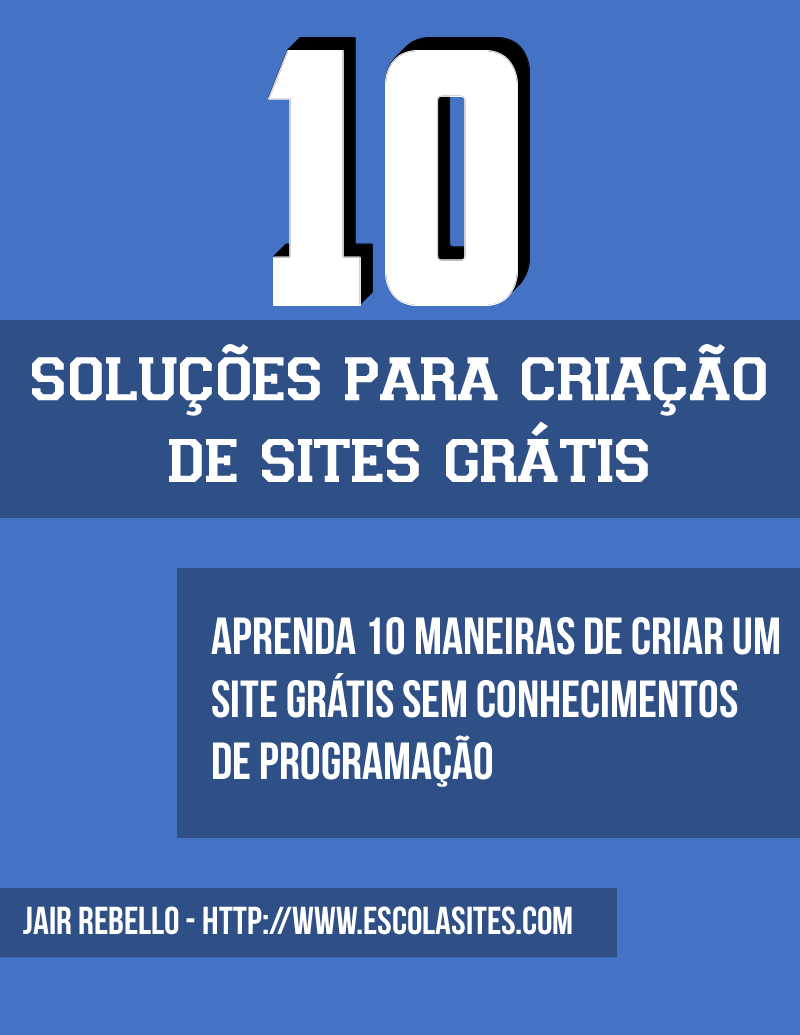 10
SOLUÇÕES PARA CRIAÇÃO
DE SITES GRÁTIS
APRENDA 10 MANEIRAS DE CRIAR UM
SITE GRÁTIS SEM CONHECIMENTOS
DE PROGRAMAÇÃO
JAIR REBELLO - HTTP://WWW.ESCOLASITES.COM